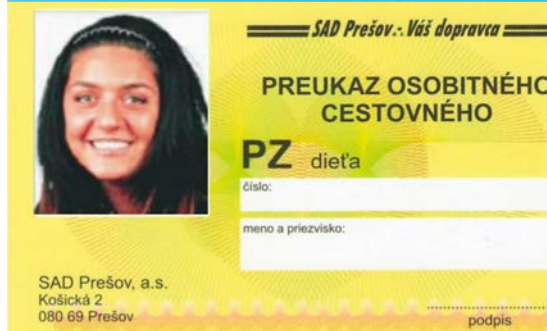 SAD Prešov.-. Váš dopravca
PREUKAZ OSOBITNÉHO
CESTOVNÉHO
PZ dieťa
číslo:
meno a priezvisko:
SAD Prešov, a.s.
Košická 2
080 69 Prešov
podpis